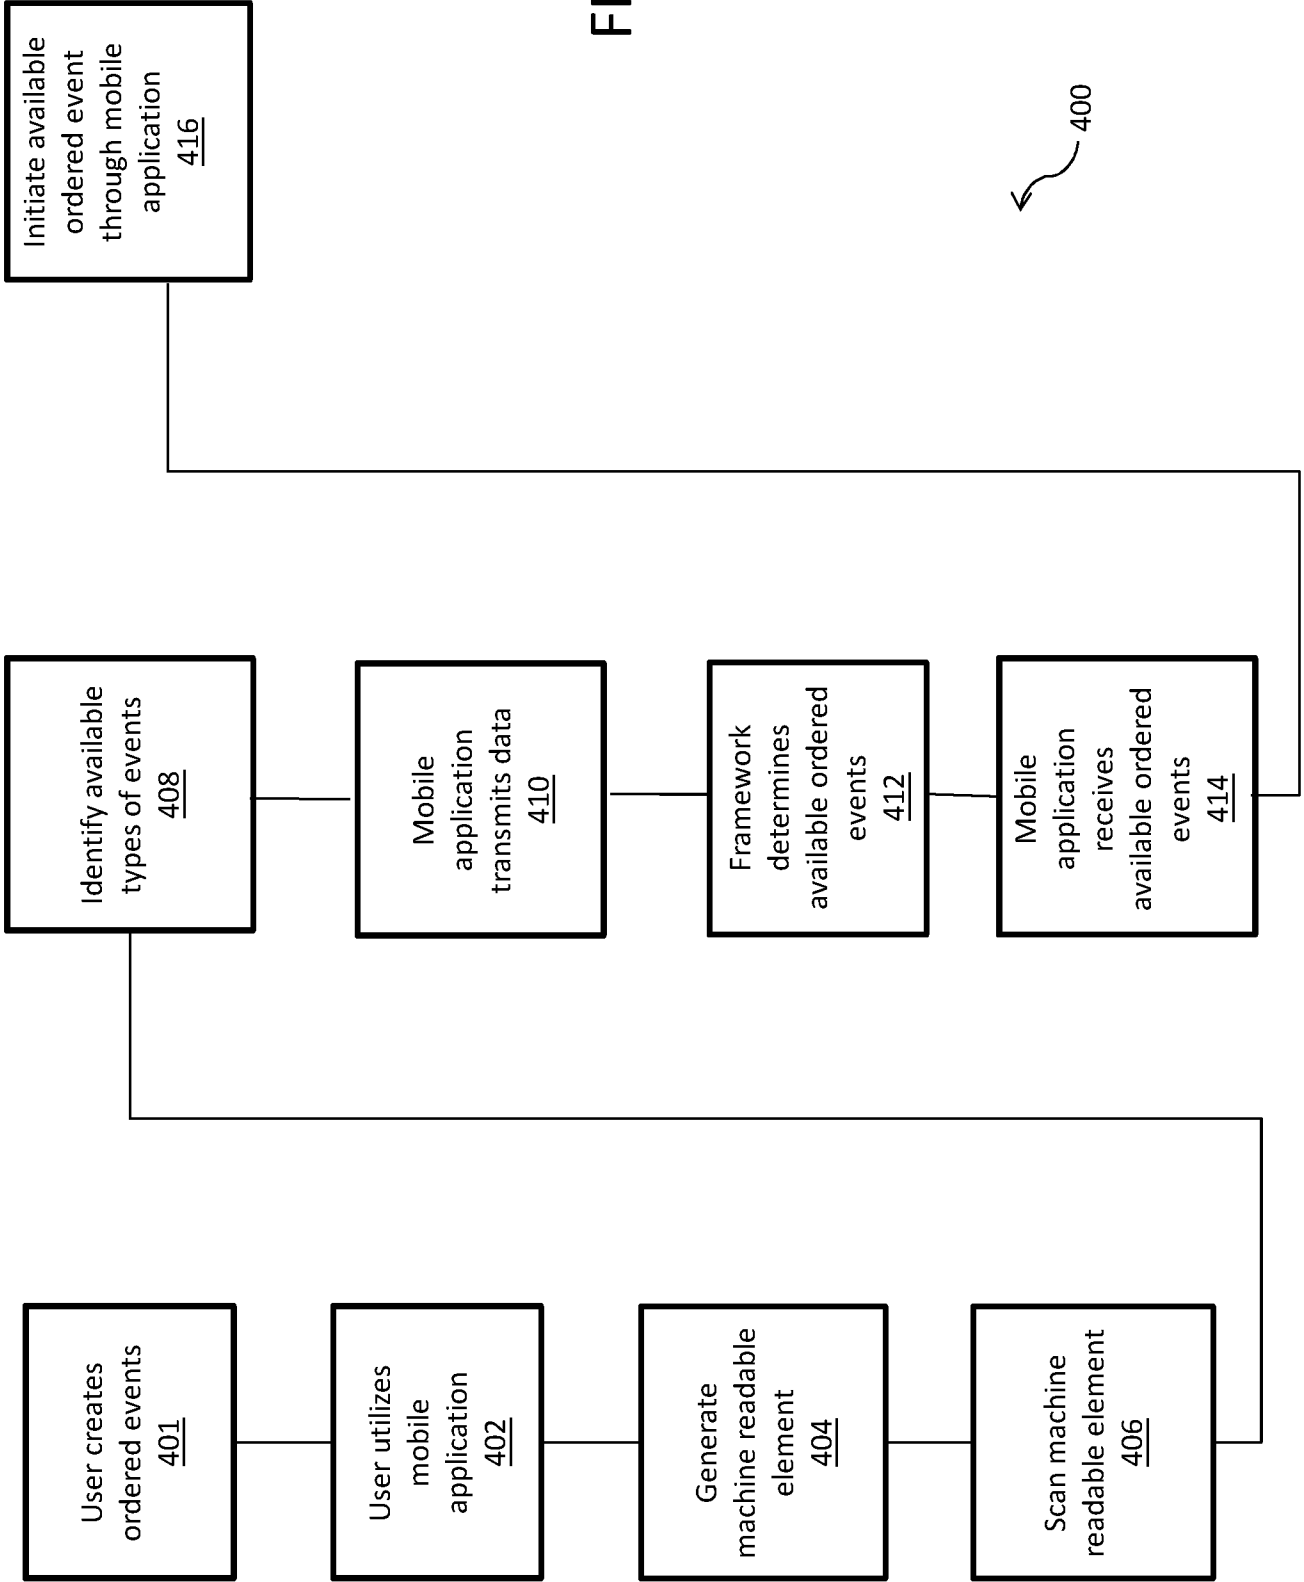 User creates
ordered events
401
User utilizes
mobile
application
402
Generate
machine readable
element
404
Scan machine
readable element
406
Identify available
types of events
408
Mobile
application
transmits data
410
Framework
determines
available ordered
events
412
Mobile
application
receives
available ordered
events
414
Initiate available
ordered event
through mobile
application
416
400